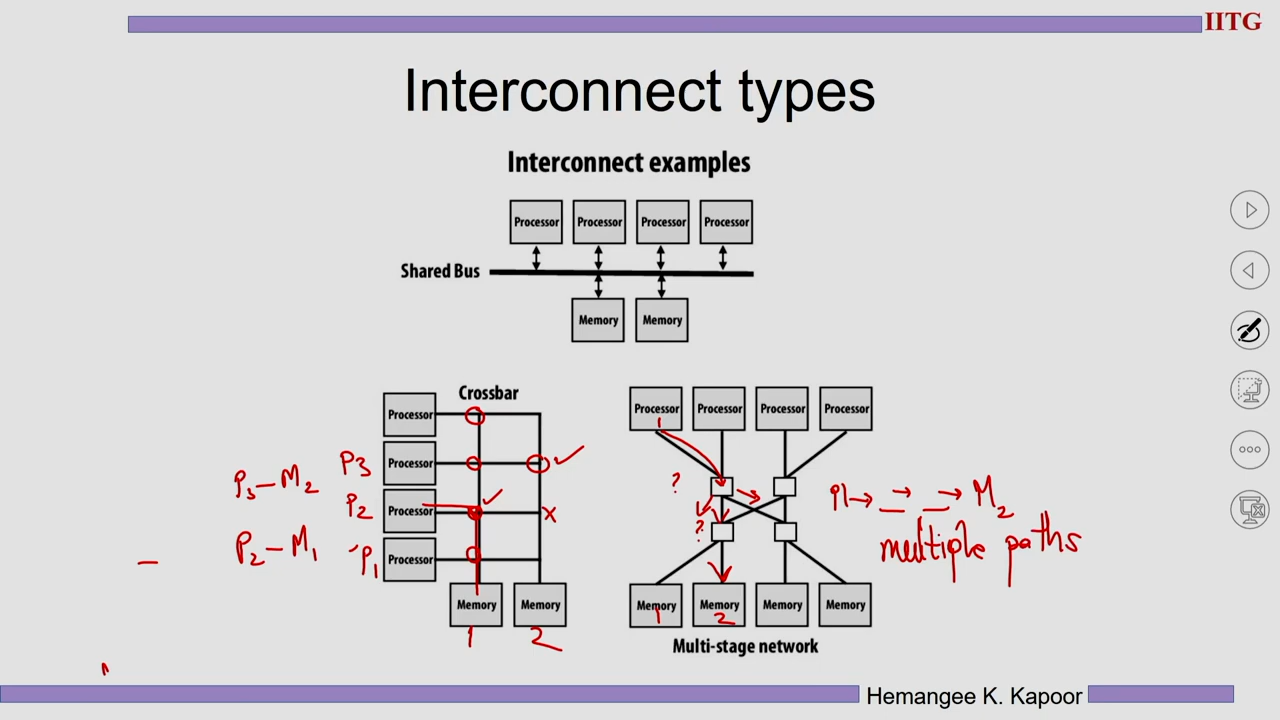 IITG
Interconnect types
Interconnect examples
Processor Processor Processor Processor
Shared Bus
Memory Memory
Crossbar
Processor
Processor
Processor
Processor
P3
P3-M2
P2
P2-M1
P1
Memory Memory
1 2
Processor Processor Processor Processor
1
?
?
P1→ → → M2
multiple paths
Memory Memory Memory Memory
1 2
Multi-stage network
Hemangee K. Kapoor